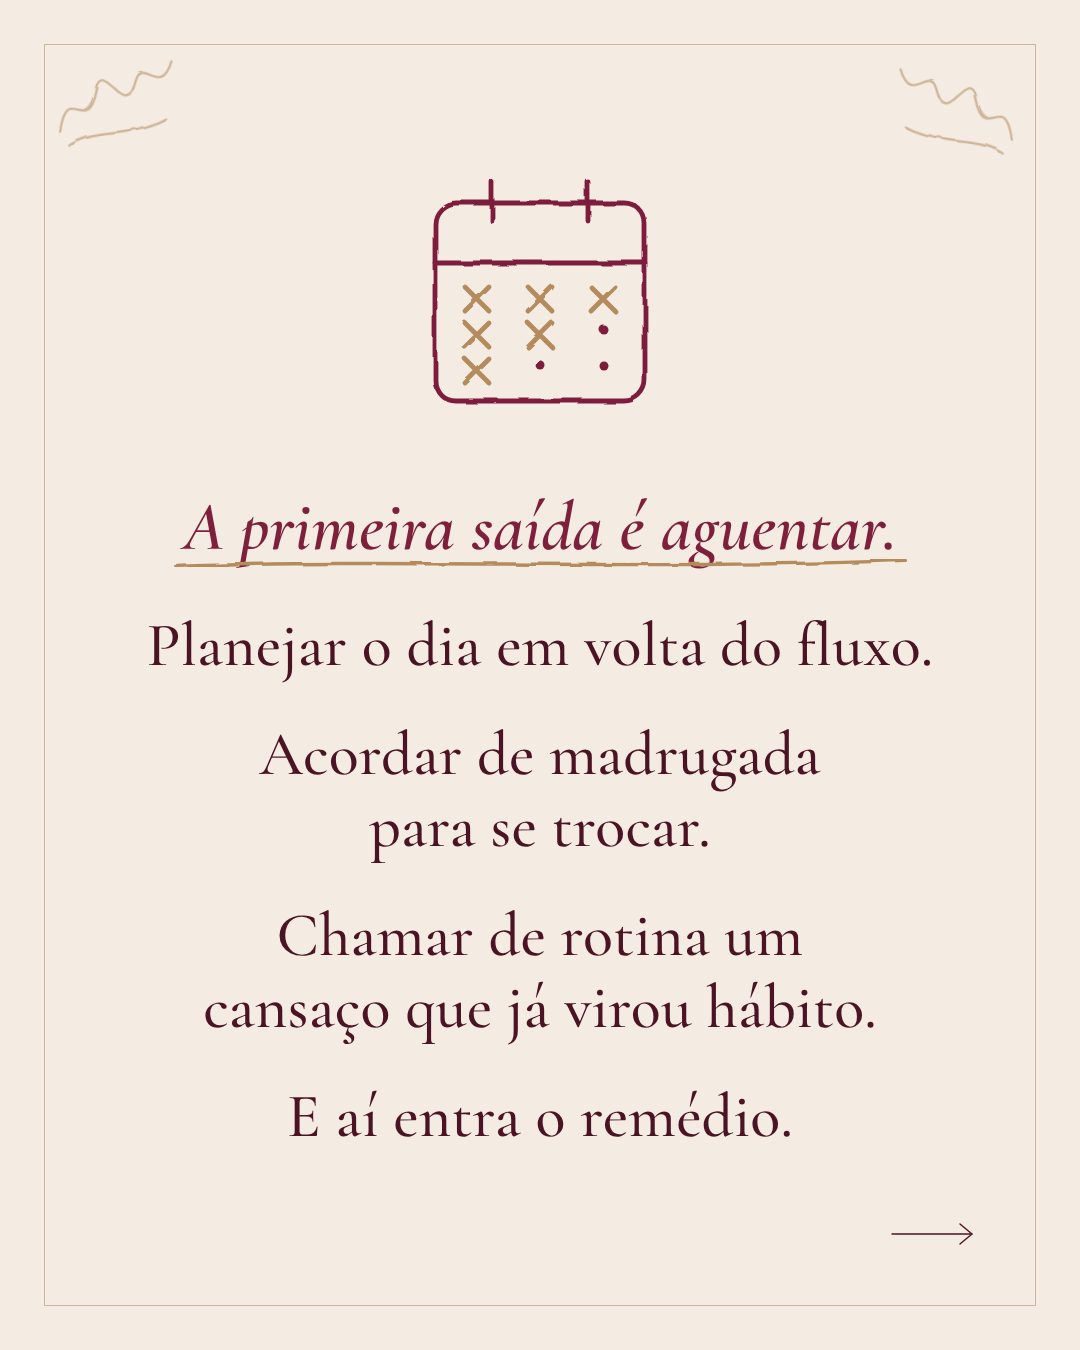 A primeira saída é aguentar.
Planejar o dia em volta do fluxo.
Acordar de madrugada
para se trocar.
Chamar de rotina um
cansaço que já virou hábito.
E aí entra o remédio.